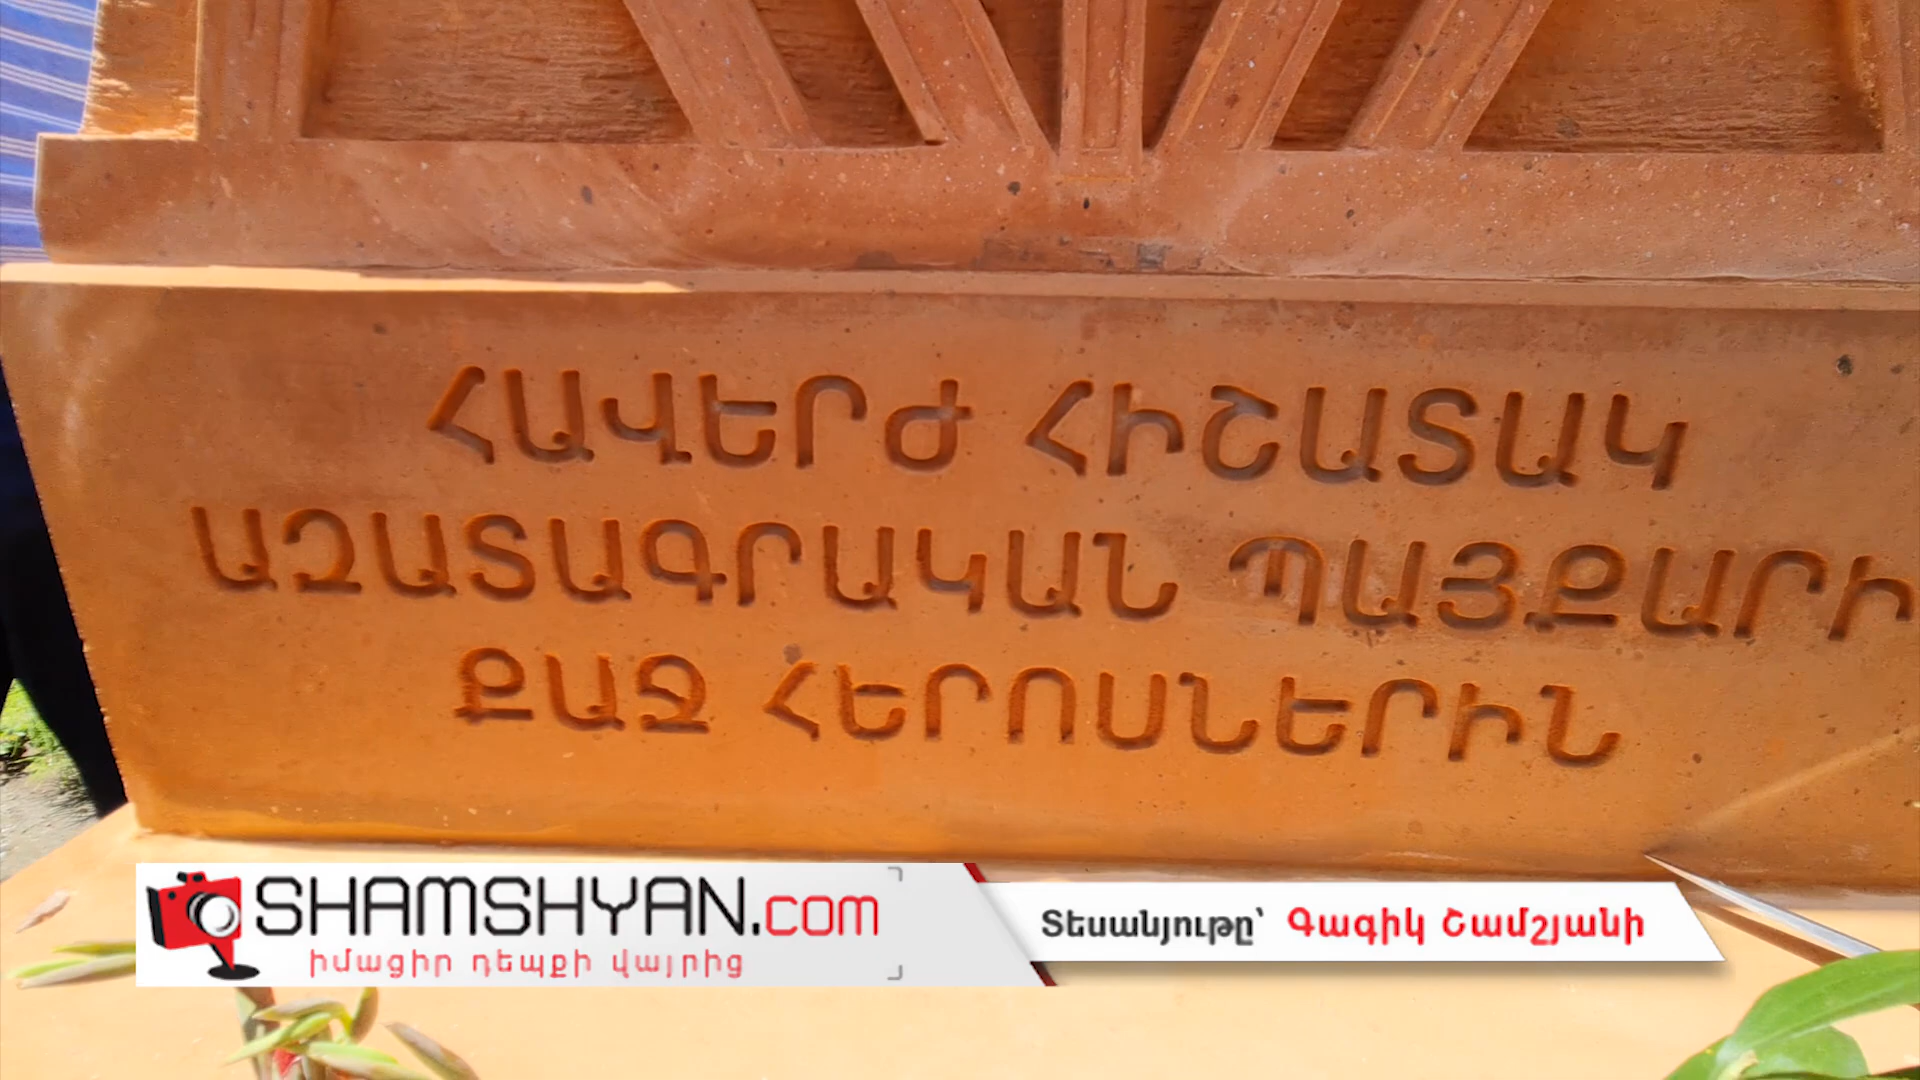 ՀԱՎԵՐԺ ՀԻՇԱՏԱԿ
ԱԶԱՏԱԳՐԱԿԱՆ ՊԱՅՔԱՐԻ
ՔԱՋ ՀԵՐՈՍՆԵՐԻՆ
SHAMSHYAN.com
իմացիր դեպքի վայրից
Տեսանյութը՝ Գագիկ Շամշյանի